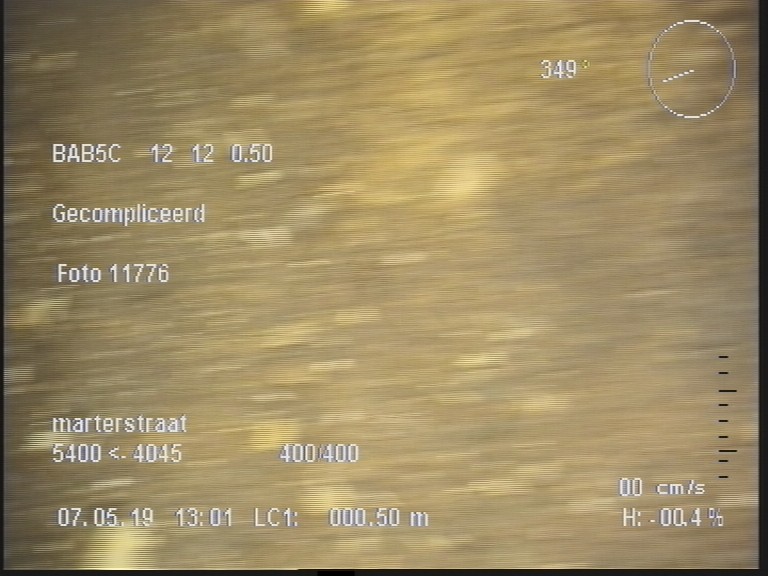 349°
BAB5C 12 12 0.50
Gecompliceerd
Foto 11776
marterstraat
5400 <- 4045 400/400
00 cm/s
07.05.19 13:01 LC1: 000.50 m H: -00.4 %